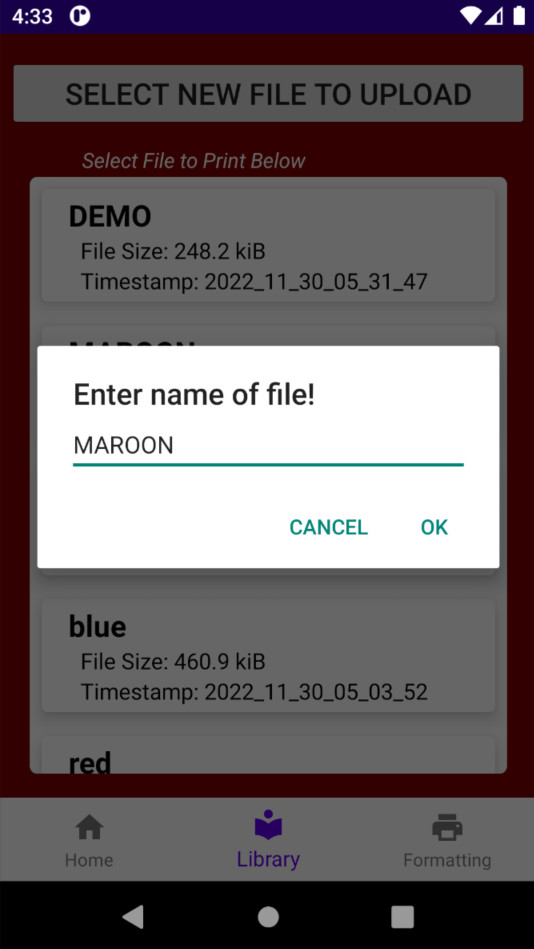 4:33
SELECT NEW FILE TO UPLOAD
Select File to Print Below
DEMO
File Size: 248.2 kiB
Timestamp: 2022_11_30_05_31_47
MAROON
Enter name of file!
MAROON
CANCEL OK
blue
File Size: 460.9 kiB
Timestamp: 2022_11_30_05_03_52
red
Home Library Formatting